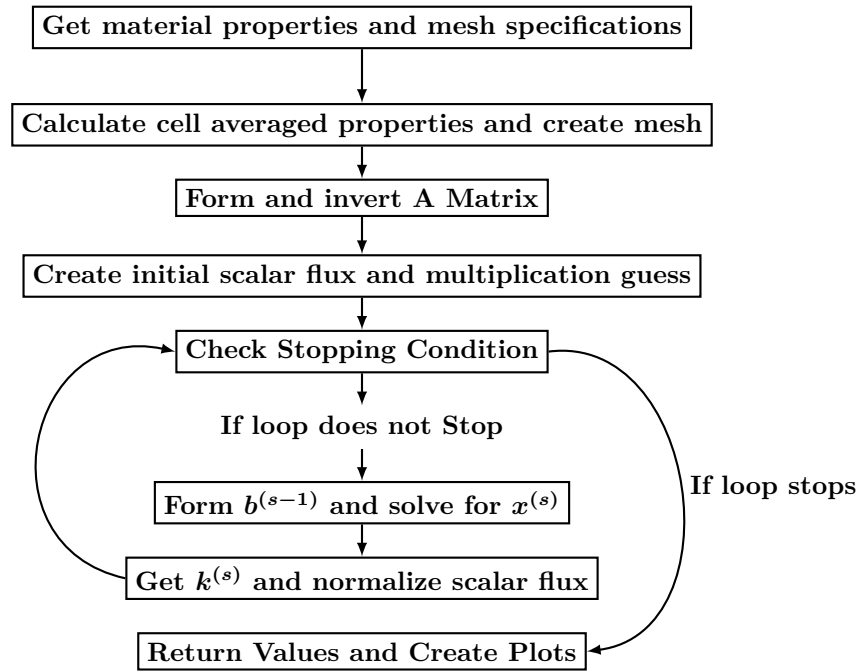 Get material properties and mesh specifications
Calculate cell averaged properties and create mesh
Form and invert A Matrix
Create initial scalar flux and multiplication guess
Check Stopping Condition
If loop does not Stop
If loop stops
Form $b^{(s-1)}$ and solve for $x^{(s)}$
Get $k^{(s)}$ and normalize scalar flux
Return Values and Create Plots